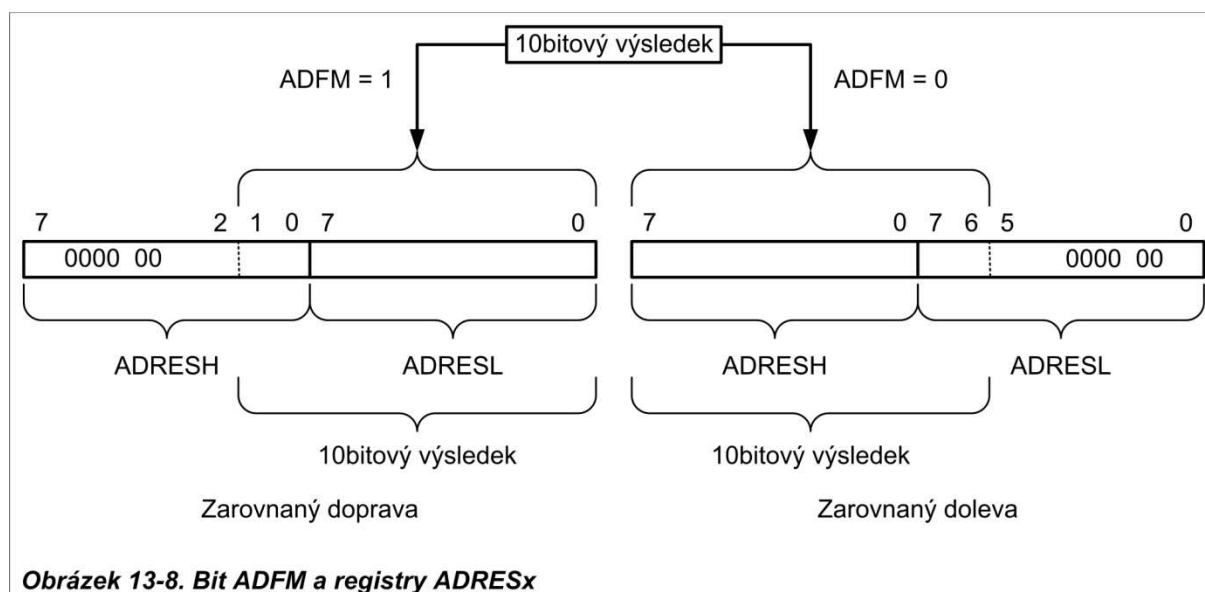 10bitový výsledek
ADFM = 1 ADFM = 0
7 2 1 0 7 0 7 0 7 6 5 0
0000 00 0000 00
ADRESH ADRESL ADRESH ADRESL
10bitový výsledek 10bitový výsledek
Zarovnaný doprava Zarovnaný doleva
Obrázek 13-8. Bit ADFM a registry ADRESx